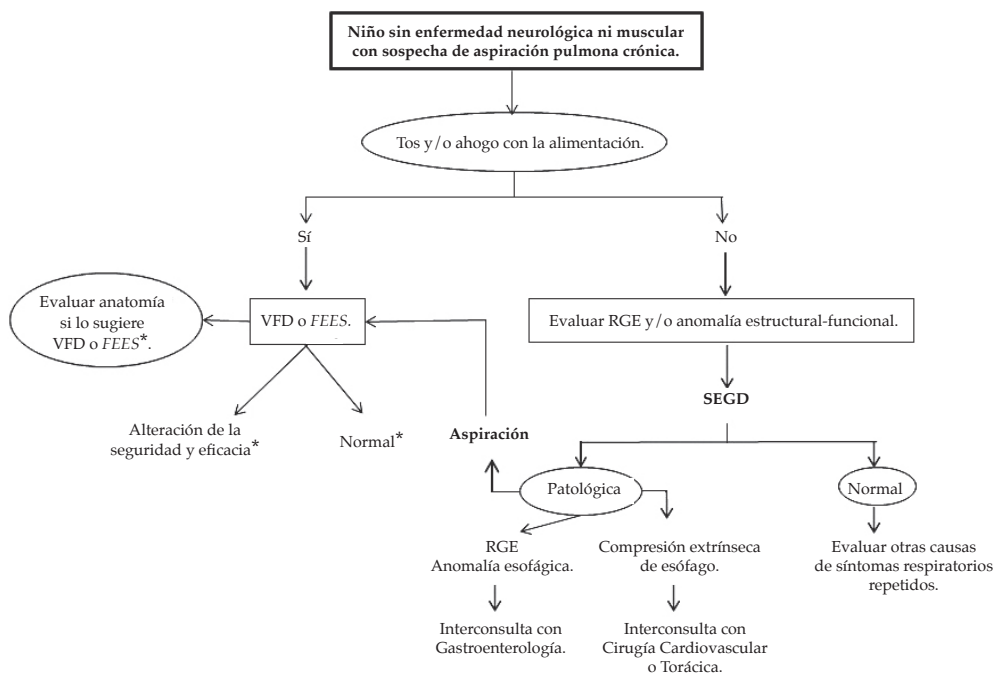 Niño sin enfermedad neurológica ni muscular
con sospecha de aspiración pulmona crónica.
Tos y/o ahogo con la alimentación.
Sí
No
Evaluar anatomía
si lo sugiere
VFD o FEES*.
VFD o FEES.
Evaluar RGE y/o anomalía estructural-funcional.
SEGD
Alteración de la
seguridad y eficacia*
Normal*
Aspiración
Patológica
Normal
RGE
Anomalía esofágica.
Compresión extrínseca
de esófago.
Evaluar otras causas
de síntomas respiratorios
repetidos.
Interconsulta con
Gastroenterología.
Interconsulta con
Cirugía Cardiovascular
o Torácica.